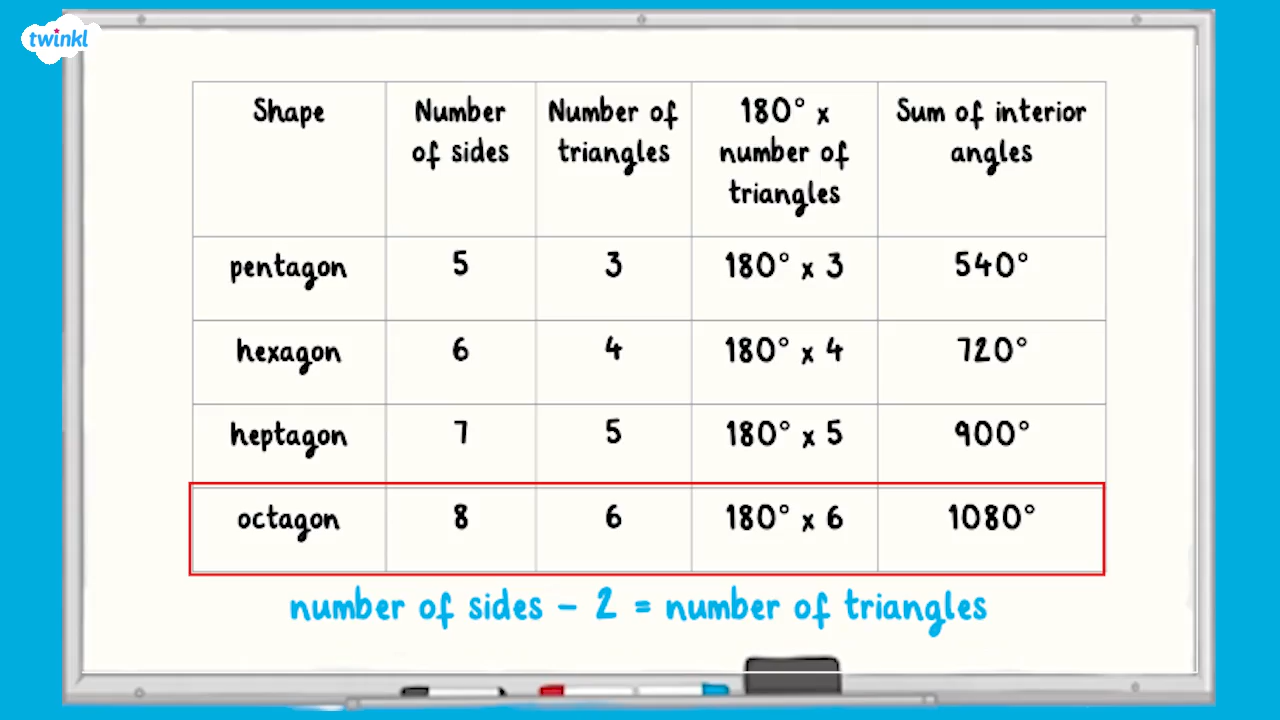 twinkl
Shape Number of sides Number of triangles 180° x number of triangles Sum of interior angles
pentagon 5 3 180° x 3 540°
hexagon 6 4 180° x 4 720°
heptagon 7 5 180° x 5 900°
octagon 8 6 180° x 6 1080°
number of sides - 2 = number of triangles